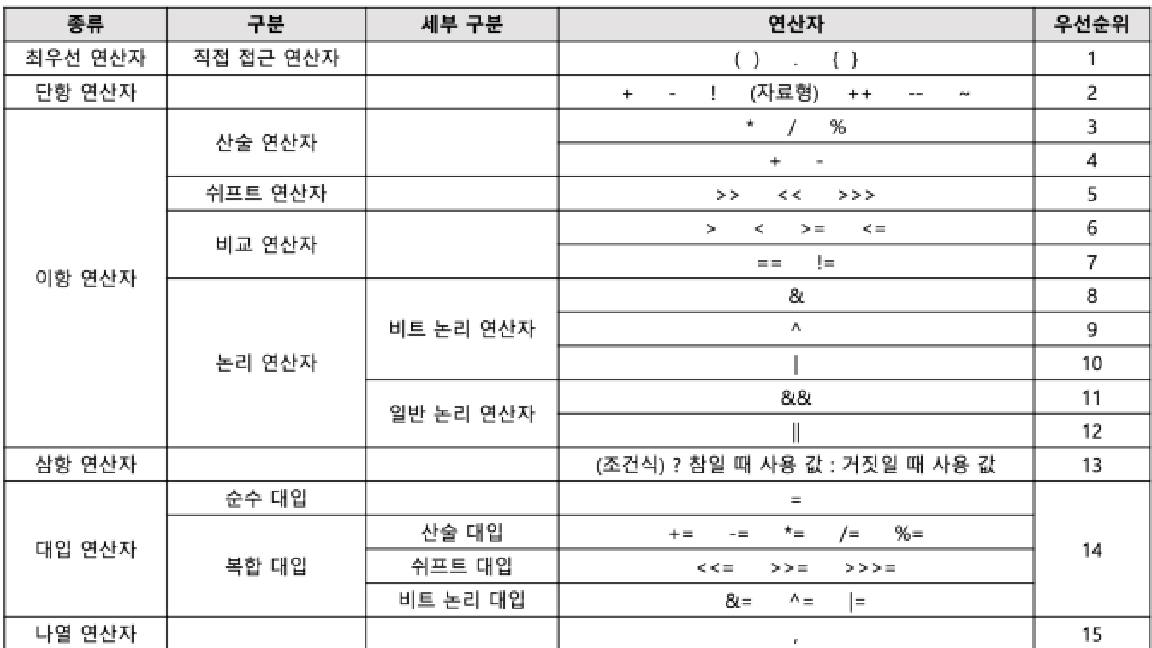 종류 구분 세부 구분 연산자 우선순위
최우선 연산자 직접 접근 연산자 ( ) . { } 1
단항 연산자 + - ! (자료형) ++ -- ~ 2
이항 연산자 산술 연산자 * / % 3
+ - 4
쉬프트 연산자 >> << >>> 5
비교 연산자 > < >= <= 6
== != 7
논리 연산자 비트 논리 연산자 & 8
^ 9
| 10
일반 논리 연산자 && 11
|| 12
삼항 연산자 (조건식) ? 참일 때 사용 값 : 거짓일 때 사용 값 13
대입 연산자 순수 대입 = 14
복합 대입 산술 대입 += -= *= /= %=
쉬프트 대입 <<= >>= >>>=
비트 논리 대입 &= ^= |=
나열 연산자 , 15